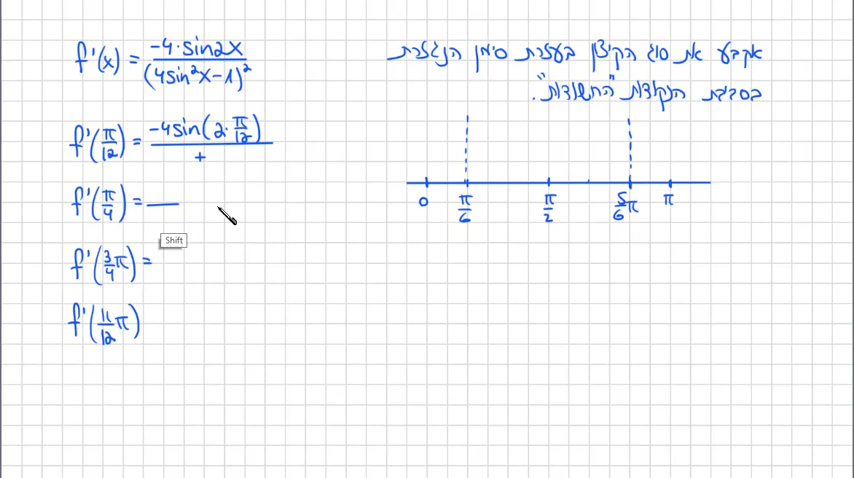 f'(x) = -4·sin2x / (4sin²x-1)²
אקבע את סוג הקיצון בעזרת סימן הנגזרת
בסביבת הנקודות "החשודות".
f'(π/12) = -4sin(2·π/12) / +
f'(π/4) = —
0 π/6 π/2 5/6π π
Shift
f'(3/4π) =
f'(11/12π)